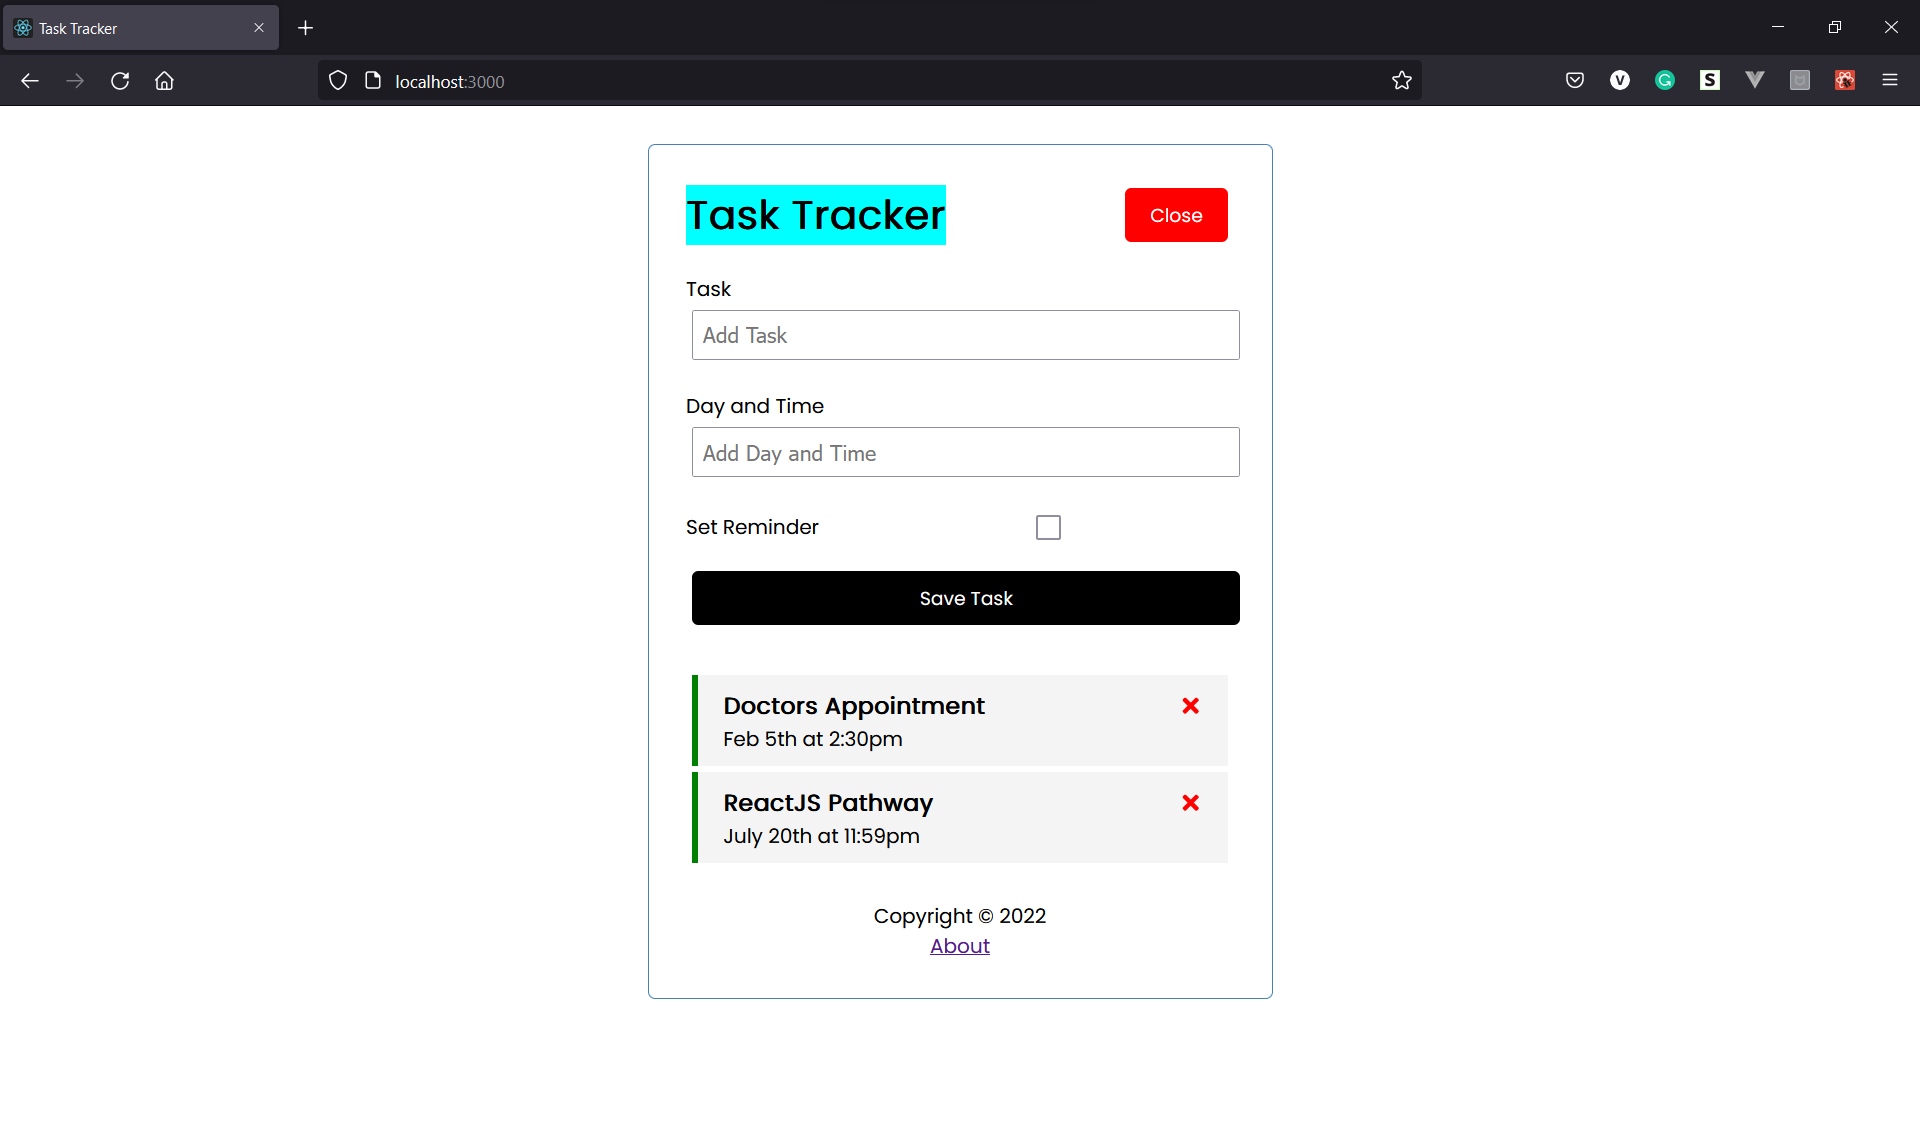 Task Tracker
localhost:3000
Task Tracker
Close
Task
Add Task
Day and Time
Add Day and Time
Set Reminder
Save Task
Doctors Appointment
Feb 5th at 2:30pm
ReactJS Pathway
July 20th at 11:59pm
Copyright © 2022
About